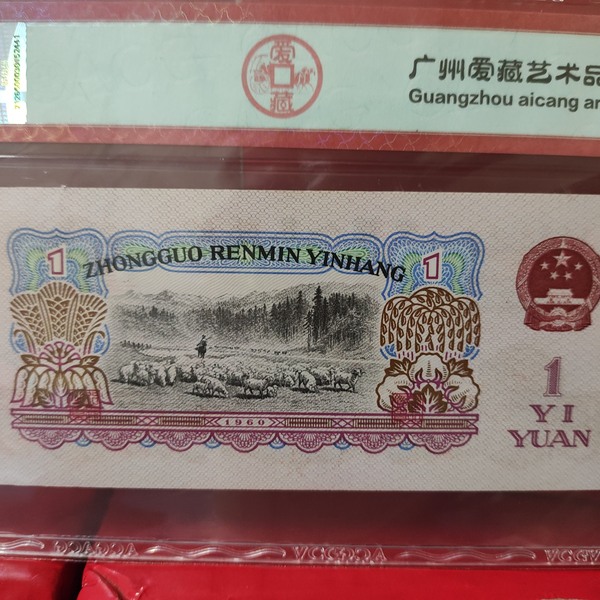 爱藏
广州爱藏艺术品
Guangzhou aicang ar
1
ZHONGGUO RENMIN YINHANG
1
1960
1
YI
YUAN